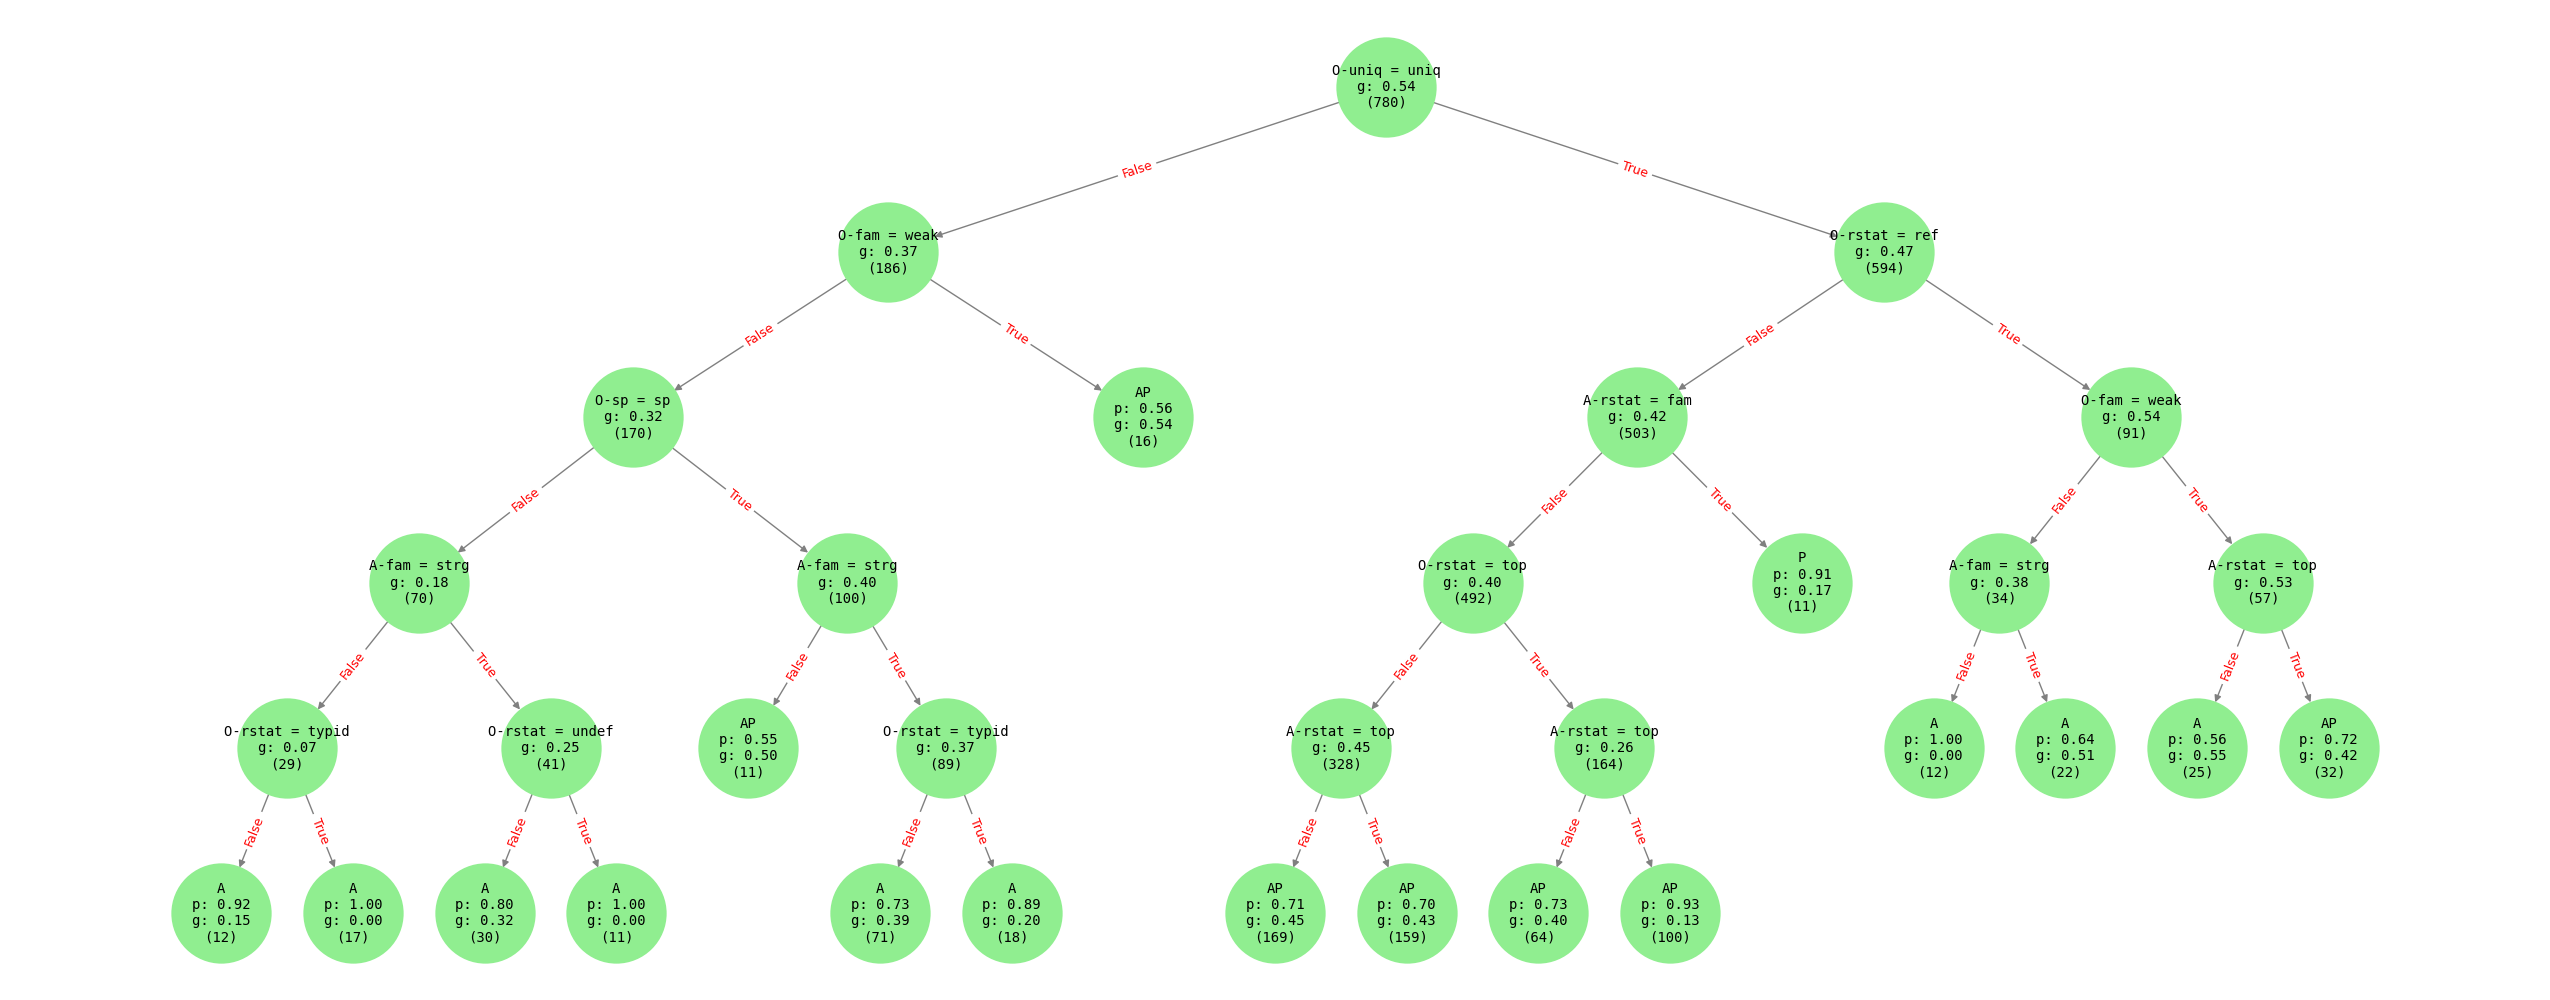 O-uniq = uniq
g: 0.54
(780)
False
True
O-fam = weak
g: 0.37
(186)
O-rstat = ref
g: 0.47
(594)
False
True
False
True
O-sp = sp
g: 0.32
(170)
AP
p: 0.56
g: 0.54
(16)
A-rstat = fam
g: 0.42
(503)
O-fam = weak
g: 0.54
(91)
False
True
False
True
False
True
A-fam = strg
g: 0.18
(70)
A-fam = strg
g: 0.40
(100)
O-rstat = top
g: 0.40
(492)
P
p: 0.91
g: 0.17
(11)
A-fam = strg
g: 0.38
(34)
A-rstat = top
g: 0.53
(57)
False
True
False
True
False
True
False
True
False
True
O-rstat = typid
g: 0.07
(29)
O-rstat = undef
g: 0.25
(41)
AP
p: 0.55
g: 0.50
(11)
O-rstat = typid
g: 0.37
(89)
A-rstat = top
g: 0.45
(328)
A-rstat = top
g: 0.26
(164)
A
p: 1.00
g: 0.00
(12)
A
p: 0.64
g: 0.51
(22)
A
p: 0.56
g: 0.55
(25)
AP
p: 0.72
g: 0.42
(32)
False
True
False
True
False
True
False
True
False
True
A
p: 0.92
g: 0.15
(12)
A
p: 1.00
g: 0.00
(17)
A
p: 0.80
g: 0.32
(30)
A
p: 1.00
g: 0.00
(11)
A
p: 0.73
g: 0.39
(71)
A
p: 0.89
g: 0.20
(18)
AP
p: 0.71
g: 0.45
(169)
AP
p: 0.70
g: 0.43
(159)
AP
p: 0.73
g: 0.40
(64)
AP
p: 0.93
g: 0.13
(100)